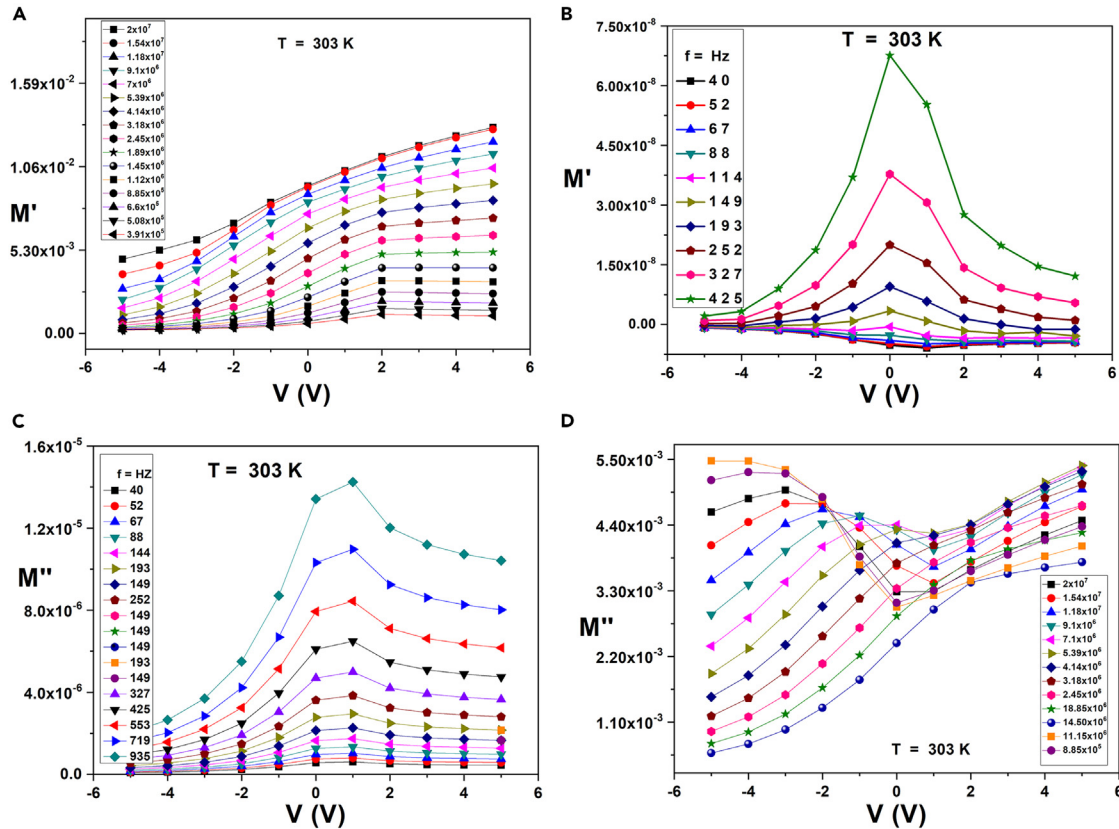 A
T = 303 K
2x10⁷
1.54x10⁷
1.18x10⁷
9.1x10⁶
7x10⁶
5.39x10⁶
4.14x10⁶
3.18x10⁶
2.45x10⁶
1.89x10⁶
1.45x10⁶
1.12x10⁶
8.85x10⁵
6.6x10⁵
5.08x10⁵
3.91x10⁵
1.59x10⁻²
1.06x10⁻²
5.30x10⁻³
0.00
M'
-6 -4 -2 0 2 4 6
V (V)
B
T = 303 K
f = Hz
40
52
67
88
114
149
193
252
327
425
7.50x10⁻⁸
6.00x10⁻⁸
4.50x10⁻⁸
3.00x10⁻⁸
1.50x10⁻⁸
0.00
M'
-6 -4 -2 0 2 4 6
V (V)
C
T = 303 K
f = HZ
40
52
67
88
144
193
149
252
149
149
149
193
149
327
425
553
719
935
1.6x10⁻⁵
1.2x10⁻⁵
8.0x10⁻⁶
4.0x10⁻⁶
0.0
M''
-6 -4 -2 0 2 4 6
V (V)
D
5.50x10⁻³
4.40x10⁻³
3.30x10⁻³
2.20x10⁻³
1.10x10⁻³
M''
2x10⁷
1.54x10⁷
1.18x10⁷
9.1x10⁶
7.1x10⁶
5.39x10⁶
4.14x10⁶
3.18x10⁶
2.45x10⁶
18.85x10⁶
14.50x10⁶
11.15x10⁶
8.85x10⁵
T = 303 K
-6 -4 -2 0 2 4 6
V (V)